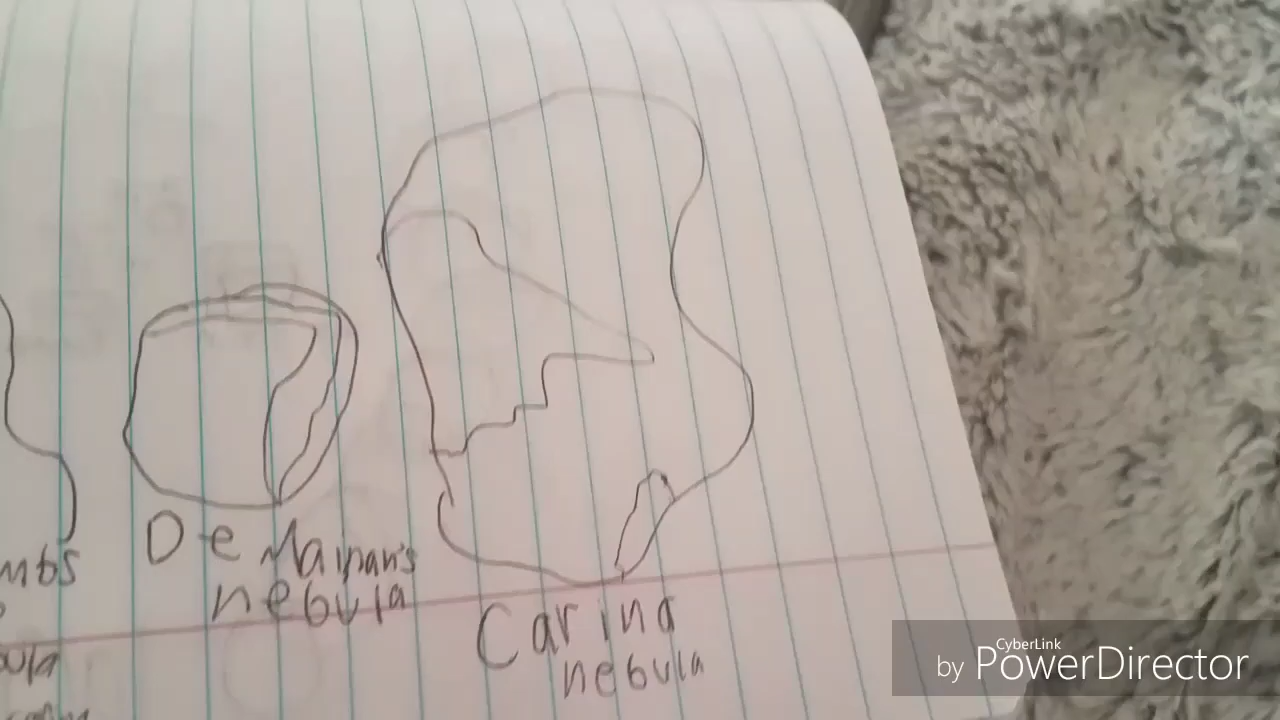 De Mairan's
nebula
Carina
nebula
CyberLink
by PowerDirector